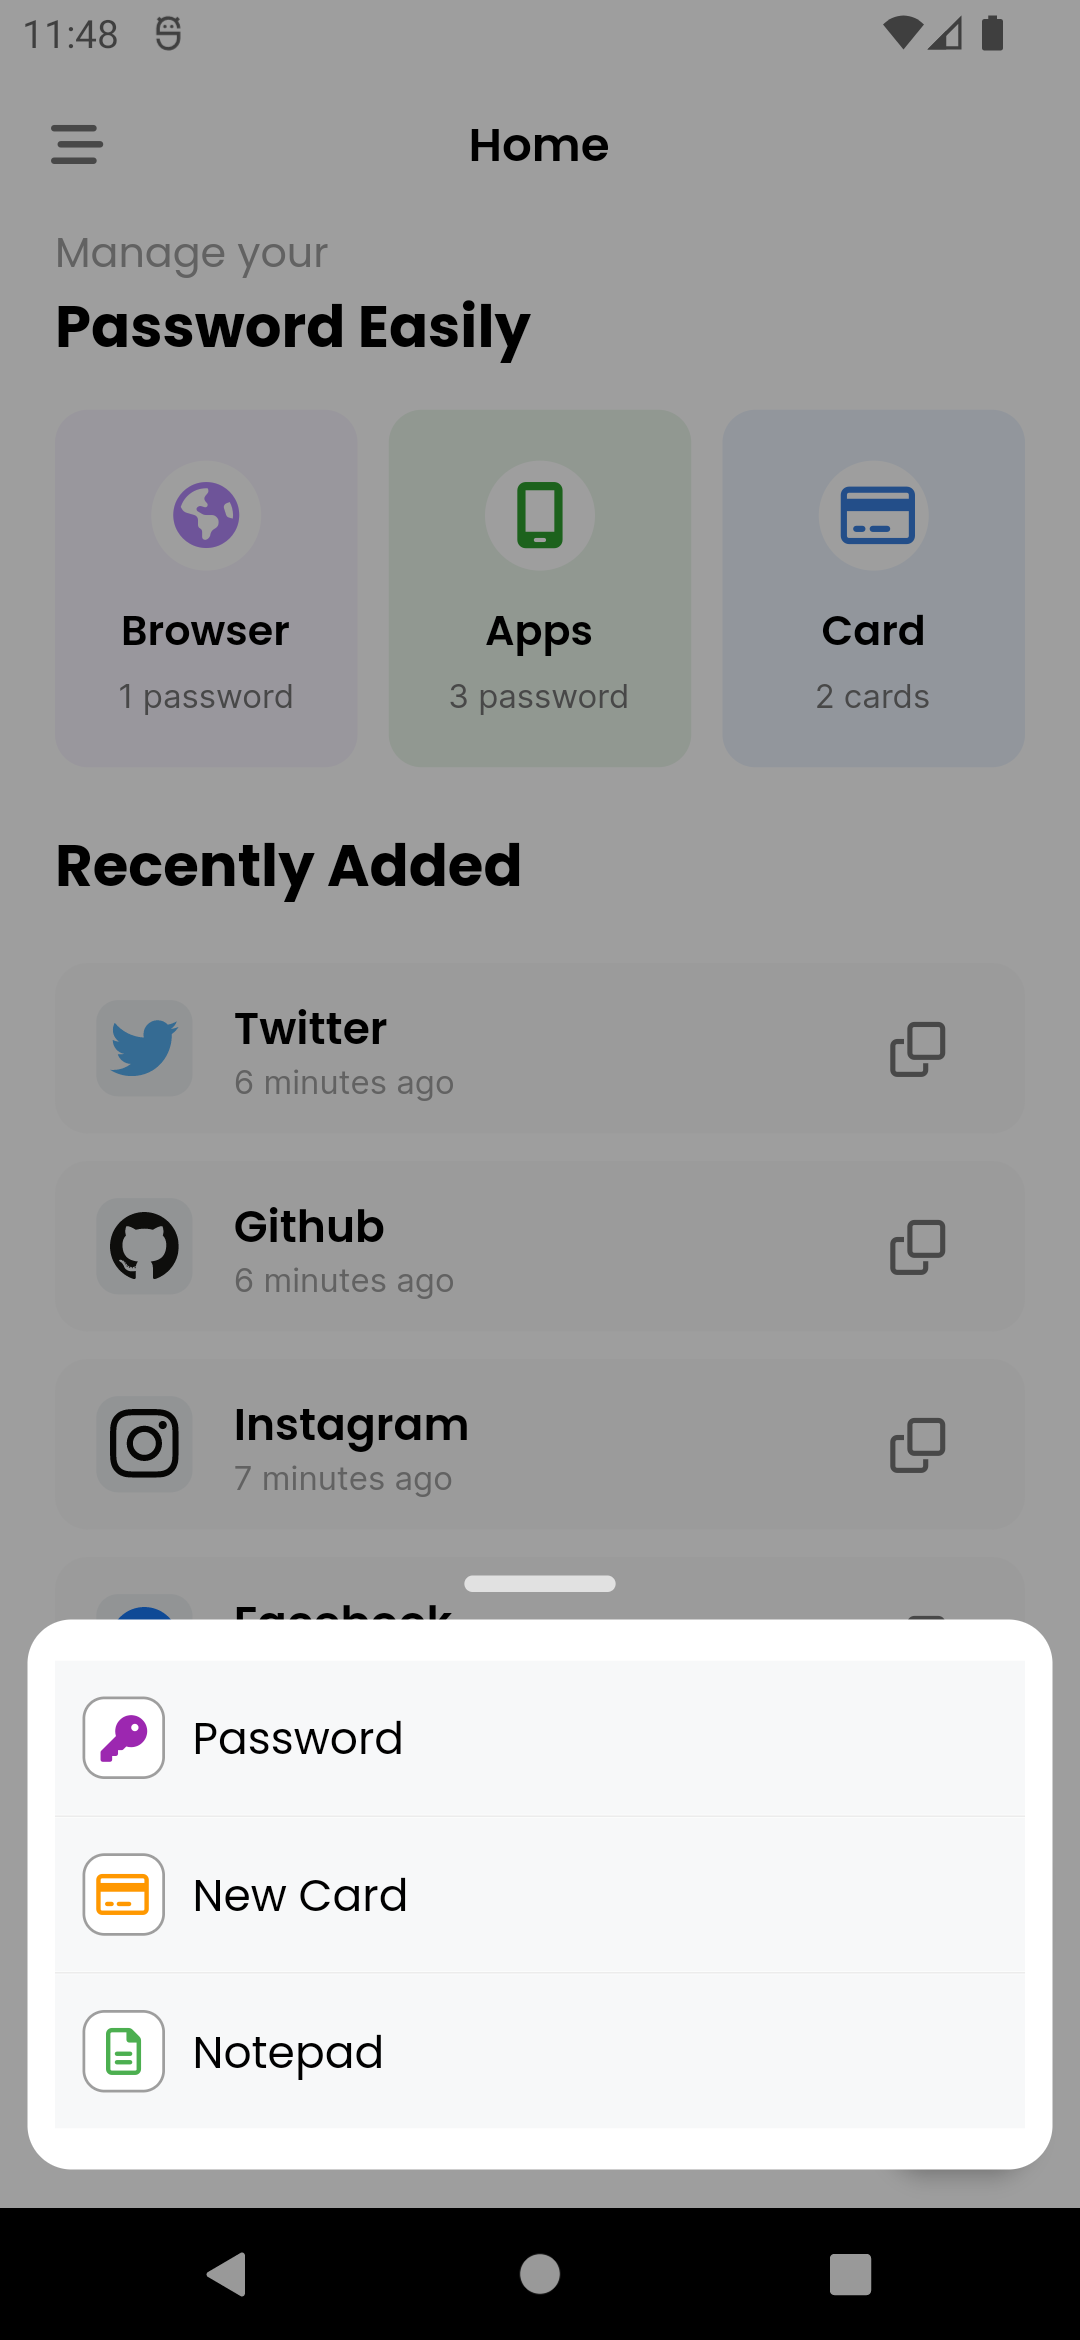 11:48
Home
Manage your
Password Easily
Browser
1 password
Apps
3 password
Card
2 cards
Recently Added
Twitter
6 minutes ago
Github
6 minutes ago
Instagram
7 minutes ago
Facebook
Password
New Card
Notepad